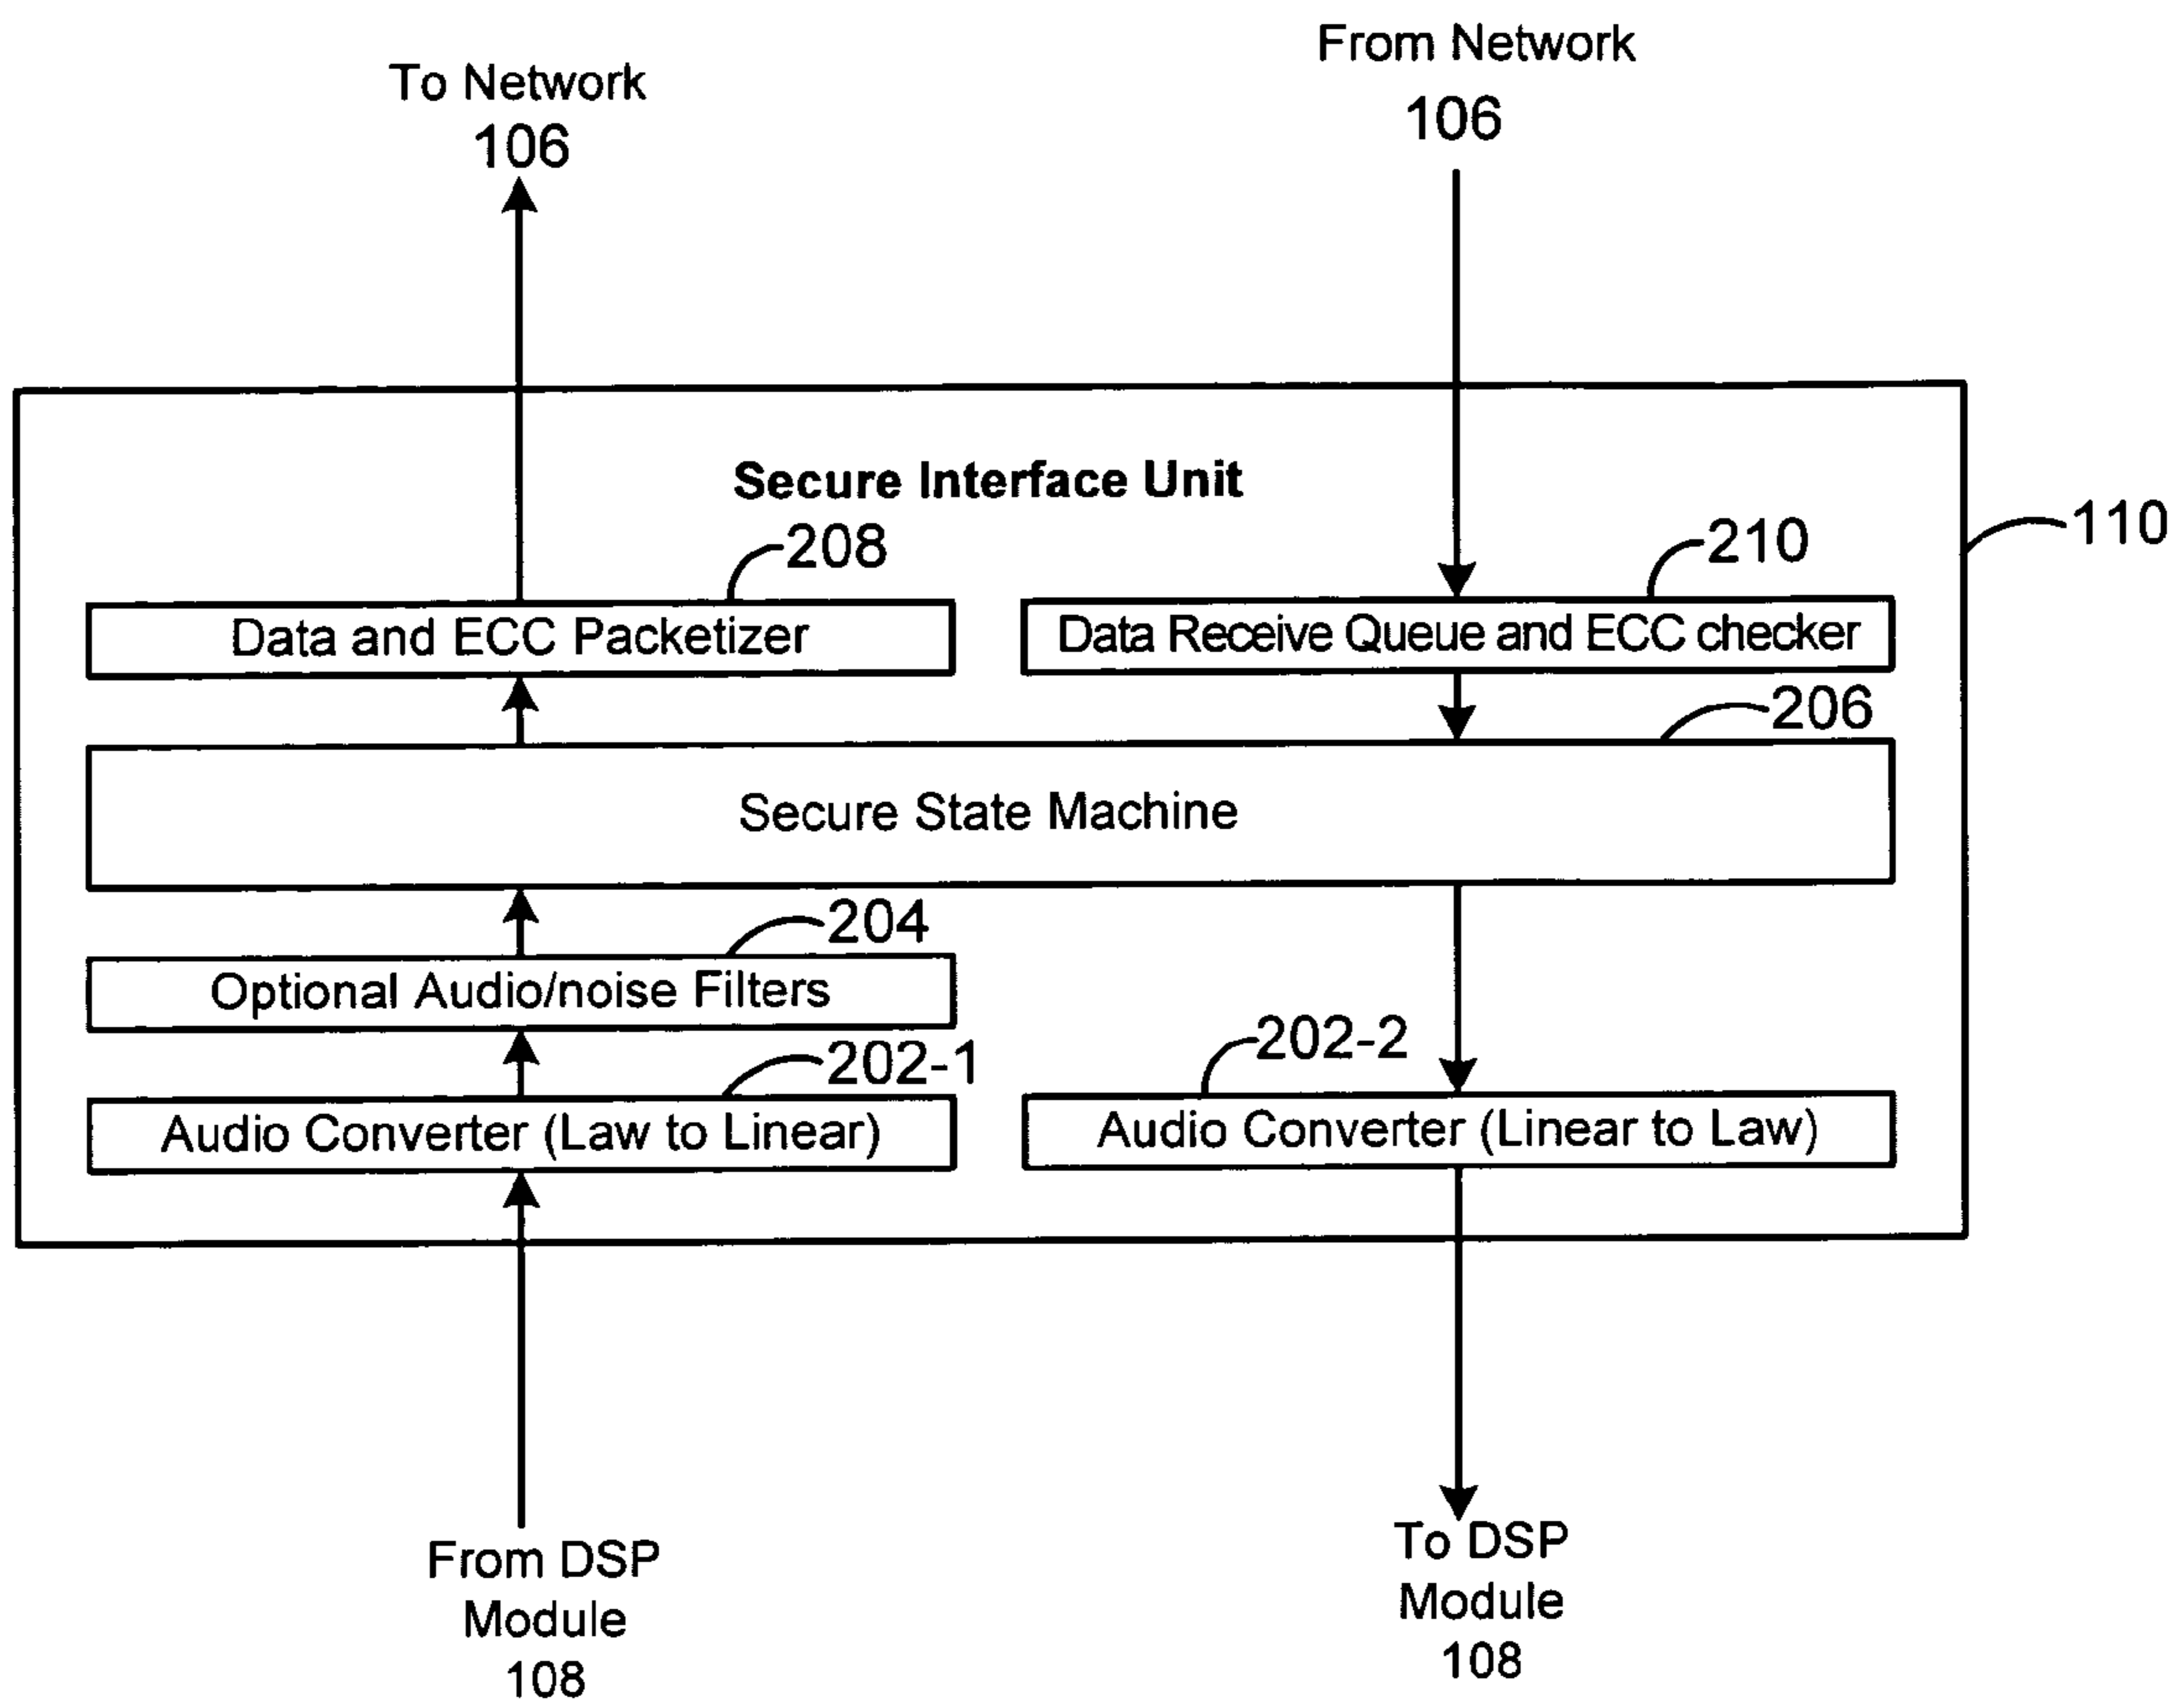 From Network
106
To Network
106
Secure Interface Unit
110
208
210
Data and ECC Packetizer
Data Receive Queue and ECC checker
206
Secure State Machine
204
Optional Audio/noise Filters
202-1
202-2
Audio Converter (Law to Linear)
Audio Converter (Linear to Law)
From DSP
Module
108
To DSP
Module
108